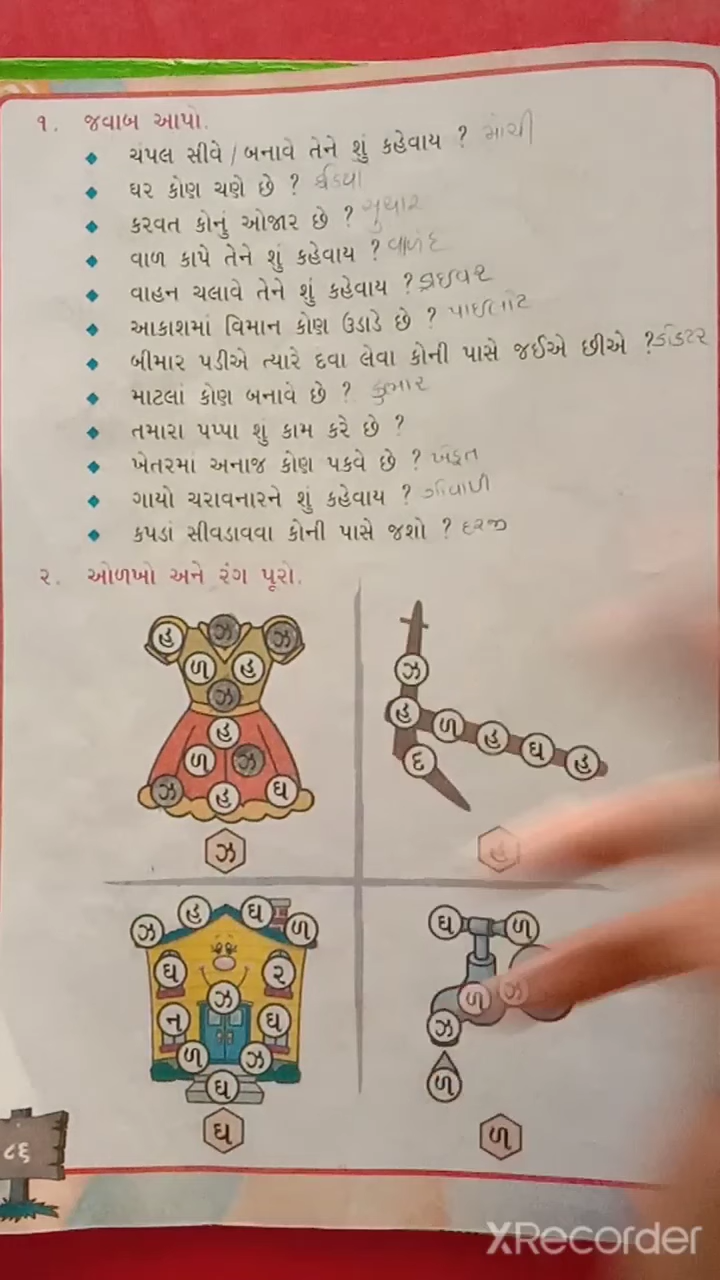 ૧. જવાબ આપો.
ચંપલ સીવે / બનાવે તેને શું કહેવાય ? મોચી
ઘર કોણ ચણે છે ? કડિયા
કરવત કોનું ઓજાર છે ? સુથાર
વાળ કાપે તેને શું કહેવાય ? વાળંદ
વાહન ચલાવે તેને શું કહેવાય ? ડ્રાઇવર
આકાશમાં વિમાન કોણ ઉડાડે છે ? પાઇલોટ
બીમાર પડીએ ત્યારે દવા લેવા કોની પાસે જઈએ છીએ ? ડૉક્ટર
માટલાં કોણ બનાવે છે ? કુંભાર
તમારા પપ્પા શું કામ કરે છે ?
ખેતરમાં અનાજ કોણ પકવે છે ? ખેડૂત
ગાયો ચરાવનારને શું કહેવાય ? ગોવાળ
કપડાં સીવડાવવા કોની પાસે જશો ? દરજી
૨. ઓળખો અને રંગ પૂરો.
હ ઝ ઝ
ળ હ
ઝ
હ
ળ ઝ
ઝ હ ઘ
ઝ
ઝ
હ ળ હ ઘ હ
દ
હ
ઝ હ ઘ ળ
ઘ ર
ઝ
ન ઘ
ળ ઝ
ઘ
ઘ
ઘ ળ
ળ ઝ
ઝ
ળ
ળ
૮૬
XRecorder